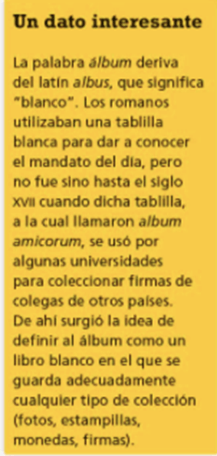 Un dato interesante
La palabra álbum deriva
del latín albus, que significa
"blanco". Los romanos
utilizaban una tablilla
blanca para dar a conocer
el mandato del día, pero
no fue sino hasta el siglo
XVII cuando dicha tablilla,
a la cual llamaron album
amicorum, se usó por
algunas universidades
para coleccionar firmas de
colegas de otros países.
De ahí surgió la idea de
definir al álbum como un
libro blanco en el que se
guarda adecuadamente
cualquier tipo de colección
(fotos, estampillas,
monedas, firmas).